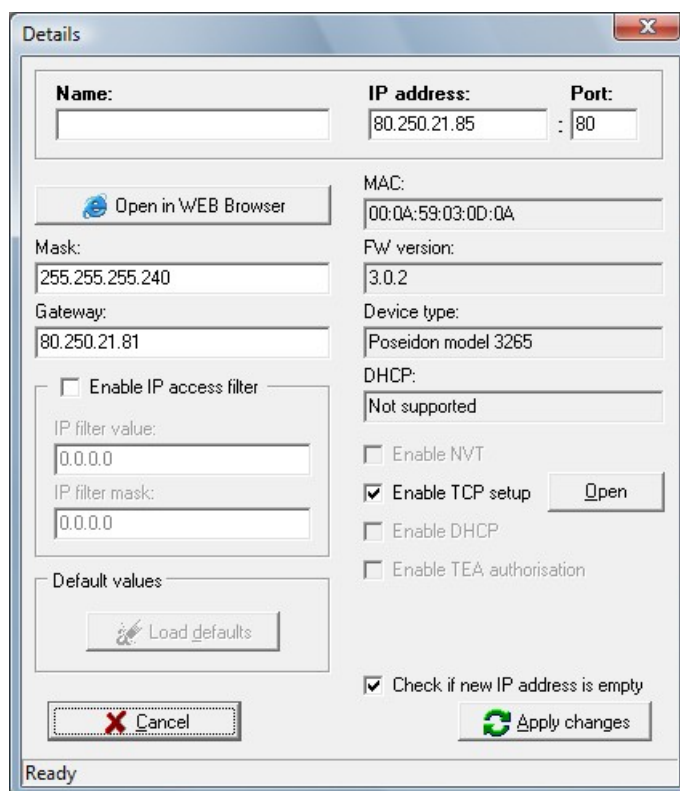 Details
Name:
IP address:
Port:
80.250.21.85
:
80
Open in WEB Browser
MAC:
00:0A:59:03:0D:0A
Mask:
255.255.255.240
FW version:
3.0.2
Gateway:
80.250.21.81
Device type:
Poseidon model 3265
DHCP:
Not supported
Enable IP access filter
IP filter value:
0.0.0.0
IP filter mask:
0.0.0.0
Enable NVT
Enable TCP setup
Open
Enable DHCP
Enable TEA authorisation
Default values
Load defaults
Check if new IP address is empty
Cancel
Apply changes
Ready